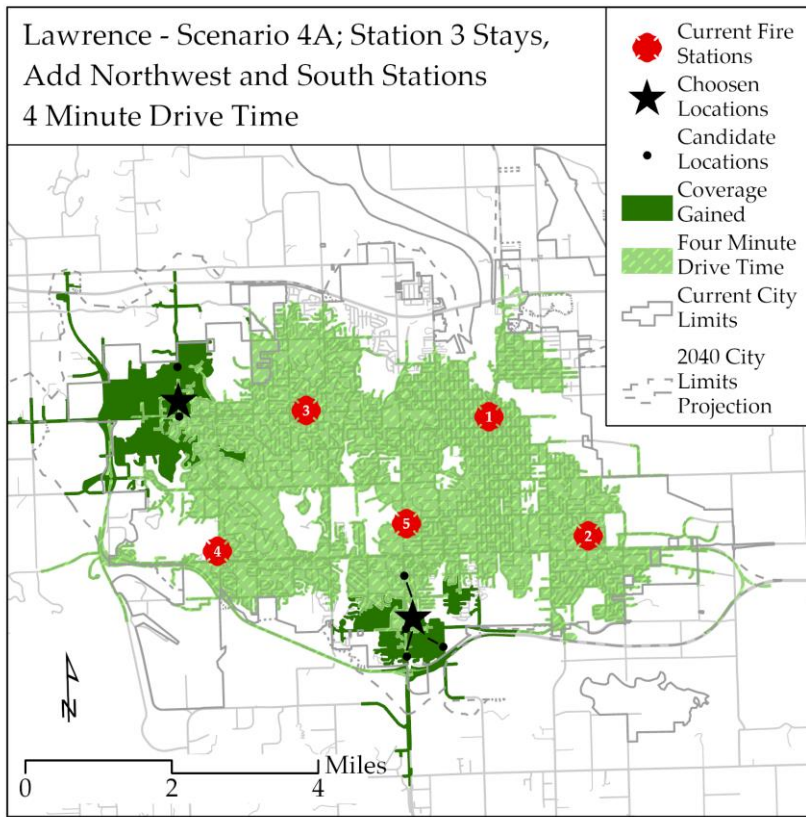 Lawrence - Scenario 4A; Station 3 Stays,
Add Northwest and South Stations
4 Minute Drive Time
Current Fire
Stations
Choosen
Locations
Candidate
Locations
Coverage
Gained
Four Minute
Drive Time
Current City
Limits
2040 City
Limits
Projection
3
1
5
2
4
N
Miles
0 2 4